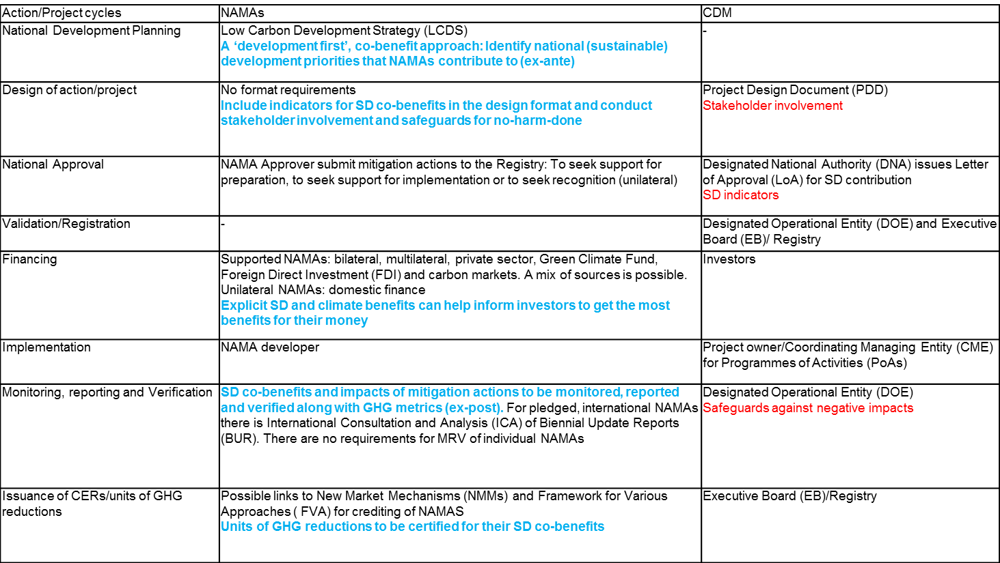 Action/Project cycles
NAMAs
CDM
National Development Planning
Low Carbon Development Strategy (LCDS)
A ‘development first’, co-benefit approach: Identify national (sustainable)
development priorities that NAMAs contribute to (ex-ante)
-
Design of action/project
No format requirements
Include indicators for SD co-benefits in the design format and conduct
stakeholder involvement and safeguards for no-harm-done
Project Design Document (PDD)
Stakeholder involvement
National Approval
NAMA Approver submit mitigation actions to the Registry: To seek support for
preparation, to seek support for implementation or to seek recognition (unilateral)
Designated National Authority (DNA) issues Letter
of Approval (LoA) for SD contribution
SD indicators
Validation/Registration
-
Designated Operational Entity (DOE) and Executive
Board (EB)/ Registry
Financing
Supported NAMAs: bilateral, multilateral, private sector, Green Climate Fund,
Foreign Direct Investment (FDI) and carbon markets. A mix of sources is possible.
Unilateral NAMAs: domestic finance
Explicit SD and climate benefits can help inform investors to get the most
benefits for their money
Investors
Implementation
NAMA developer
Project owner/Coordinating Managing Entity (CME)
for Programmes of Activities (PoAs)
Monitoring, reporting and Verification
SD co-benefits and impacts of mitigation actions to be monitored, reported
and verified along with GHG metrics (ex-post). For pledged, international NAMAs
there is International Consultation and Analysis (ICA) of Biennial Update Reports
(BUR). There are no requirements for MRV of individual NAMAs
Designated Operational Entity (DOE)
Safeguards against negative impacts
Issuance of CERs/units of GHG
reductions
Possible links to New Market Mechanisms (NMMs) and Framework for Various
Approaches ( FVA) for crediting of NAMAS
Units of GHG reductions to be certified for their SD co-benefits
Executive Board (EB)/Registry